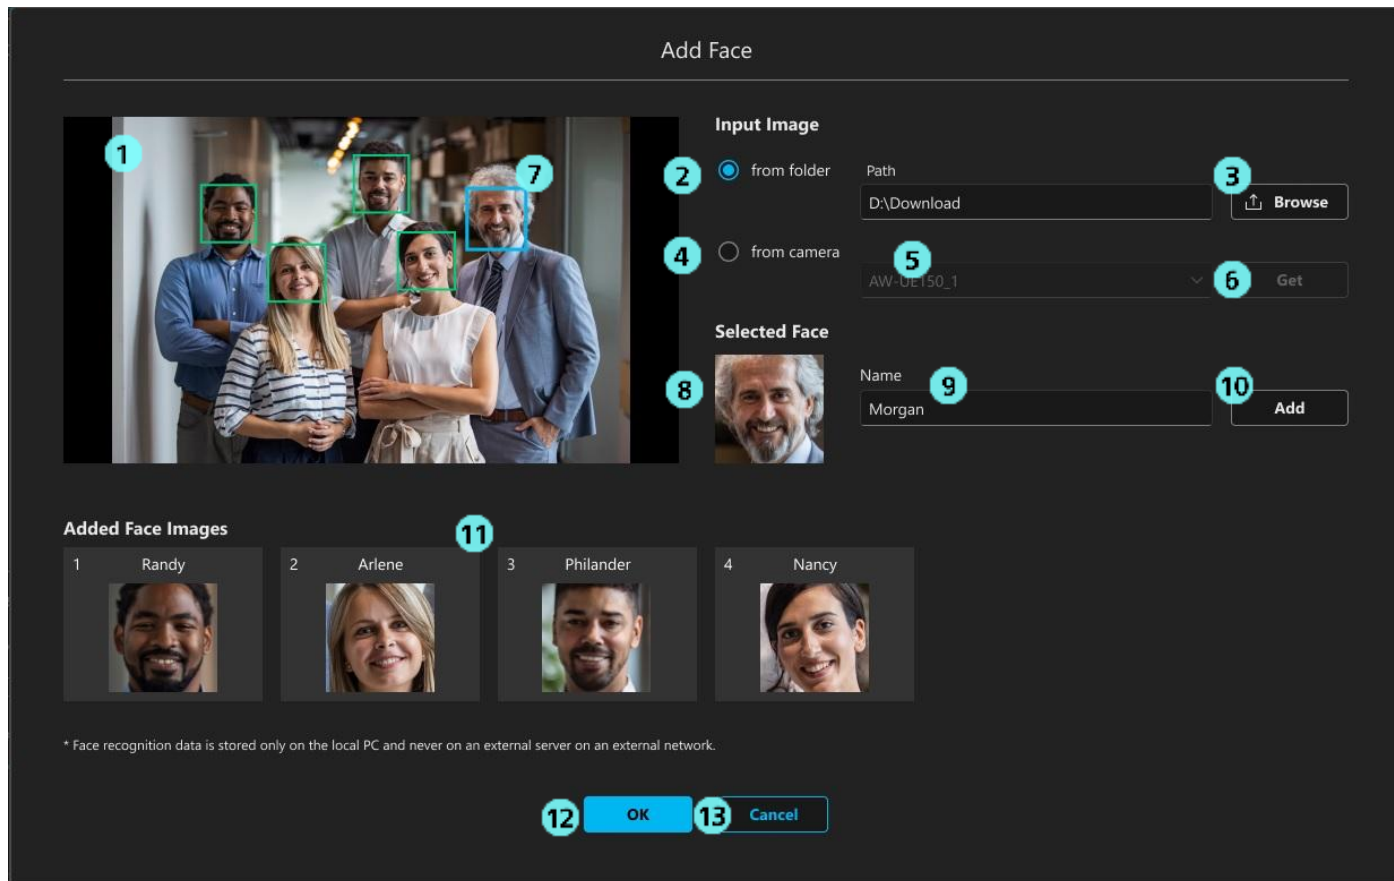 Add Face
1
7
Input Image
2 from folder
Path
D:\Download
3 Browse
4 from camera
5
AW-UE150_1
6 Get
Selected Face
8
Name 9
Morgan
10 Add
Added Face Images 11
1 Randy
2 Arlene
3 Philander
4 Nancy
* Face recognition data is stored only on the local PC and never on an external server on an external network.
12 OK
13 Cancel